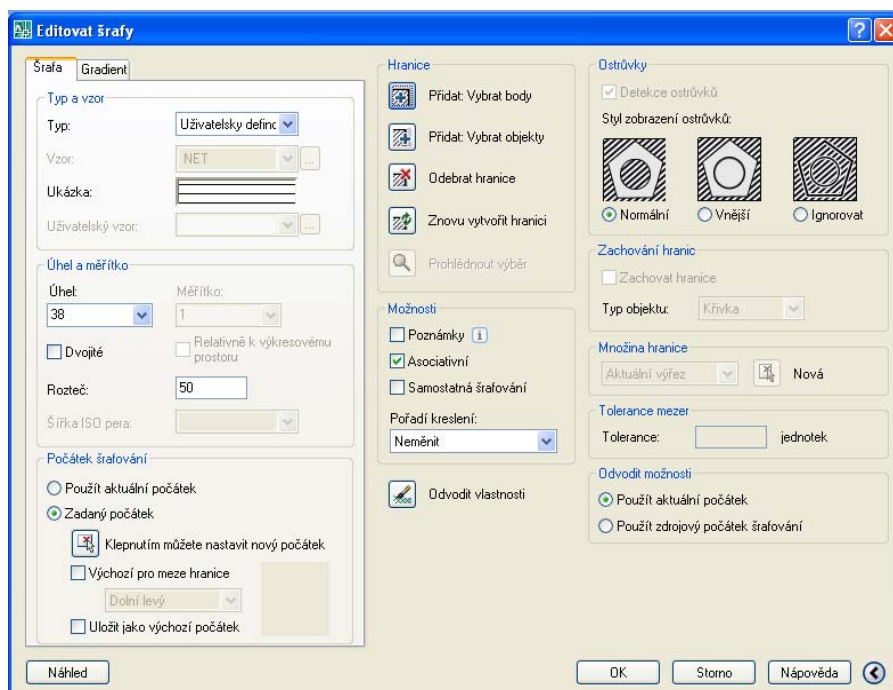 Editovat šrafy
Šrafa
Gradient
Typ a vzor
Typ:
Uživatelsky definc
Vzor:
NET
...
Ukázka:
Uživatelský vzor:
...
Úhel a měřítko
Úhel:
Měřítko:
38
1
Dvojité
Relativně k výkresovému
prostoru
Rozteč:
50
Šířka ISO pera:
Počátek šrafování
Použít aktuální počátek
Zadaný počátek
Klepnutím můžete nastavit nový počátek
Výchozí pro meze hranice
Dolní levý
Uložit jako výchozí počátek
Hranice
Přidat: Vybrat body
Přidat: Vybrat objekty
Odebrat hranice
Znovu vytvořit hranici
Prohlédnout výběr
Možnosti
Poznámky
Asociativní
Samostatná šrafování
Pořadí kreslení:
Neměnit
Odvodit vlastnosti
Ostrůvky
Detekce ostrůvků
Styl zobrazení ostrůvků:
Normální
Vnější
Ignorovat
Zachování hranic
Zachovat hranice
Typ objektu:
Křivka
Množina hranice
Aktuální výřez
Nová
Tolerance mezer
Tolerance:
jednotek
Odvodit možnosti
Použít aktuální počátek
Použít zdrojový počátek šrafování
Náhled
OK
Storno
Nápověda